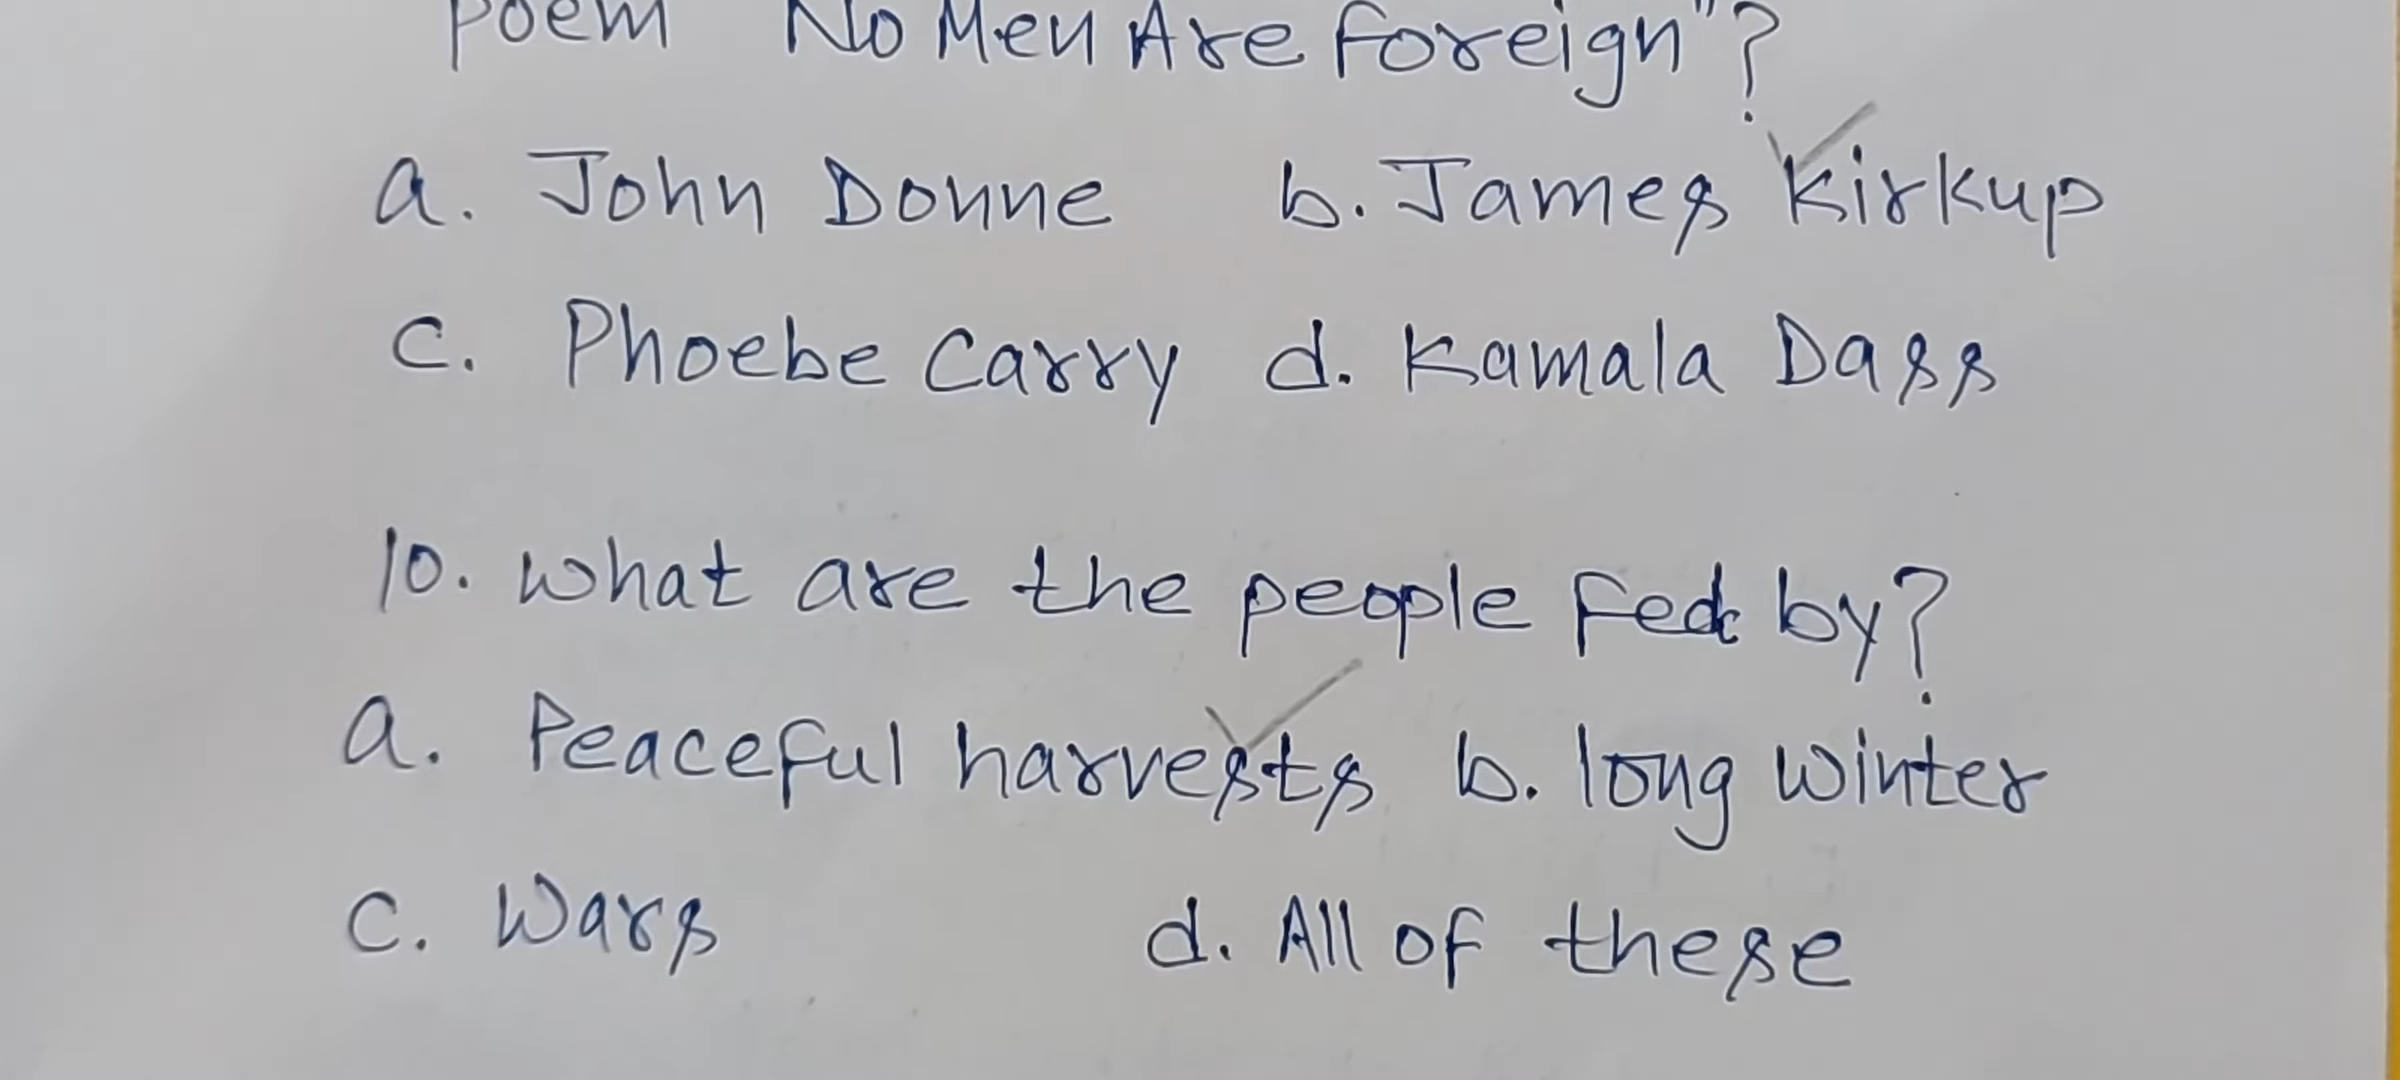 Poem No Men Are Foreign"?
a. John Donne b. James Kirkup
c. Phoebe Carry d. Kamala Dass
10. What are the people Fed by?
a. Peaceful harvests b. long winter
c. Wars d. All of these